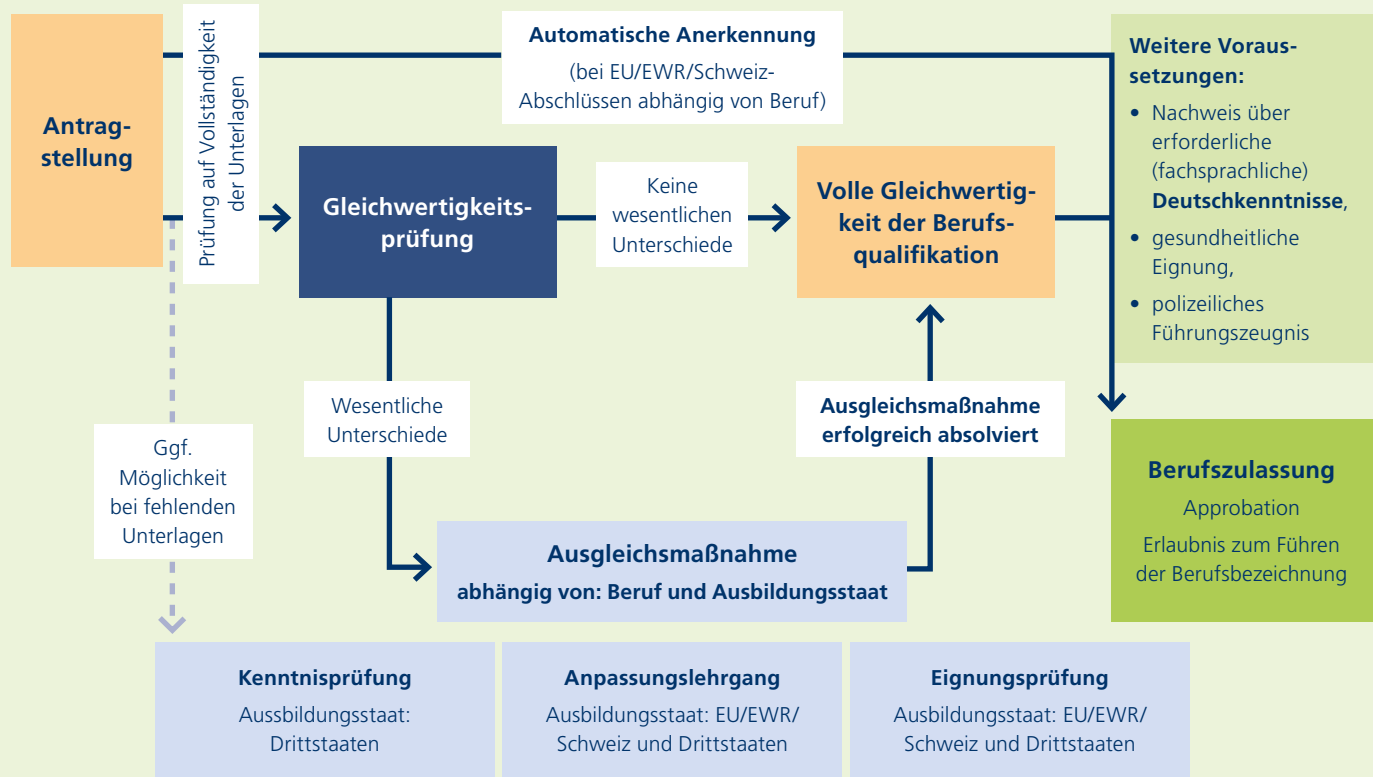 Antrag-
stellung
Prüfung auf Vollständigkeit
der Unterlagen
Automatische Anerkennung
(bei EU/EWR/Schweiz-
Abschlüssen abhängig von Beruf)
Weitere Voraus-
setzungen:
• Nachweis über
erforderliche
(fachsprachliche)
Deutschkenntnisse,
• gesundheitliche
Eignung,
• polizeiliches
Führungszeugnis
Gleichwertigkeits-
prüfung
Keine
wesentlichen
Unterschiede
Volle Gleichwertig-
keit der Berufs-
qualifikation
Wesentliche
Unterschiede
Ausgleichsmaßnahme
erfolgreich absolviert
Ggf.
Möglichkeit
bei fehlenden
Unterlagen
Berufszulassung
Approbation
Erlaubnis zum Führen
der Berufsbezeichnung
Ausgleichsmaßnahme
abhängig von: Beruf und Ausbildungsstaat
Kenntnisprüfung
Aussbildungsstaat:
Drittstaaten
Anpassungslehrgang
Ausbildungsstaat: EU/EWR/
Schweiz und Drittstaaten
Eignungsprüfung
Ausbildungsstaat: EU/EWR/
Schweiz und Drittstaaten